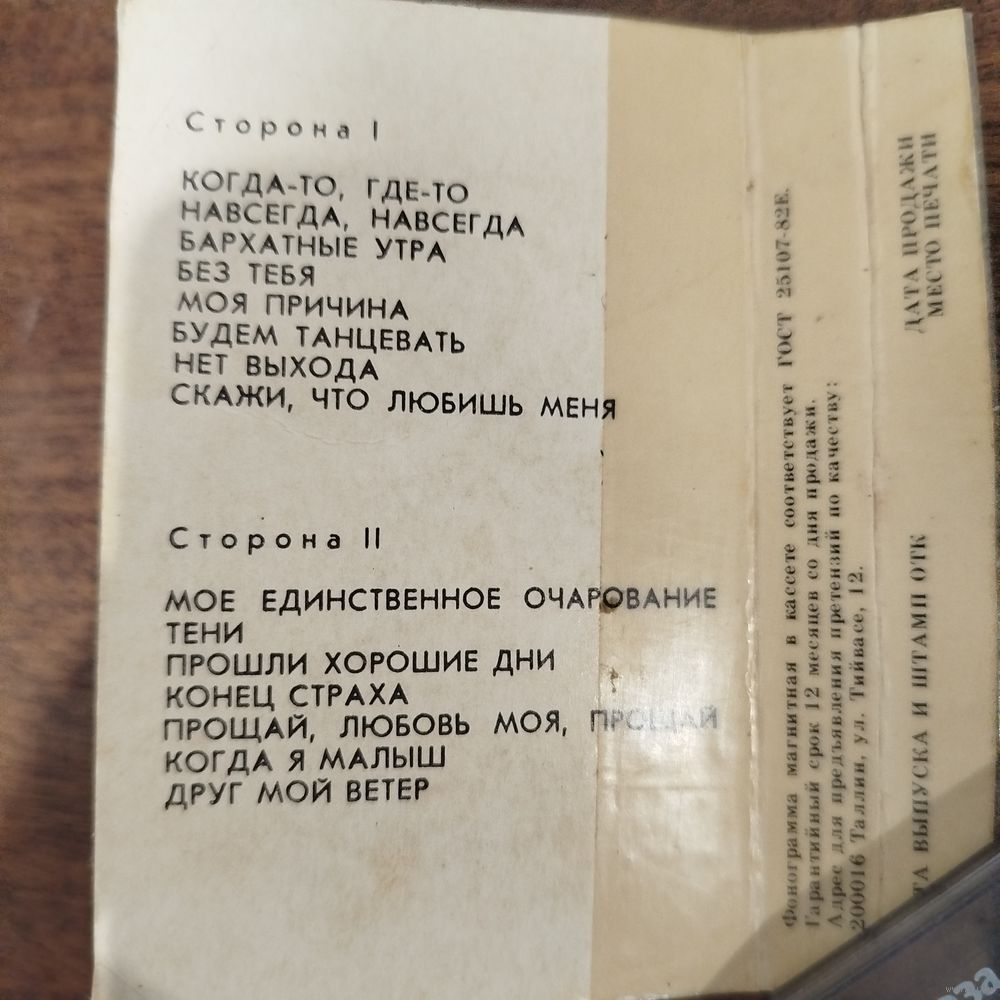 Сторона I
КОГДА-ТО, ГДЕ-ТО
НАВСЕГДА, НАВСЕГДА
БАРХАТНЫЕ УТРА
БЕЗ ТЕБЯ
МОЯ ПРИЧИНА
БУДЕМ ТАНЦЕВАТЬ
НЕТ ВЫХОДА
СКАЖИ, ЧТО ЛЮБИШЬ МЕНЯ
Сторона II
МОЕ ЕДИНСТВЕННОЕ ОЧАРОВАНИЕ
ТЕНИ
ПРОШЛИ ХОРОШИЕ ДНИ
КОНЕЦ СТРАХА
ПРОЩАЙ, ЛЮБОВЬ МОЯ, ПРОЩАЙ
КОГДА Я МАЛЫШ
ДРУГ МОЙ ВЕТЕР
Фонограмма магнитная в кассете соответствует ГОСТ 25107-82Е.
Гарантийный срок 12 месяцев со дня продажи.
Адрес для предъявления претензий по качеству:
200016 Таллин, ул. Тийвасе, 12.
ТА ВЫПУСКА И ШТАМП ОТК
ДАТА ПРОДАЖИ
МЕСТО ПЕЧАТИ